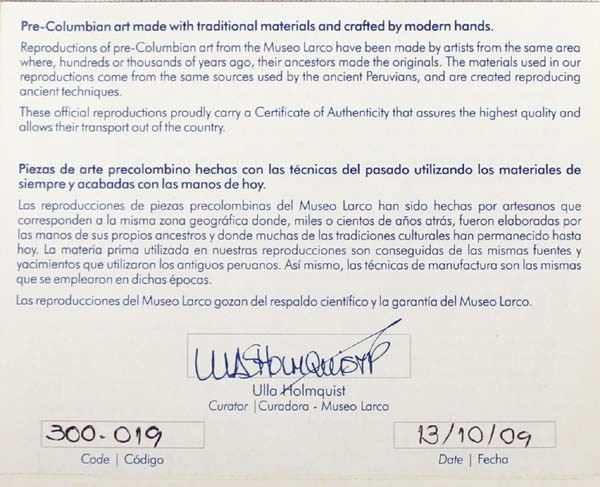 Pre-Columbian art made with traditional materials and crafted by modern hands.
Reproductions of pre-Columbian art from the Museo Larco have been made by artists from the same area
where, hundreds or thousands of years ago, their ancestors made the originals. The materials used in our
reproductions come from the same sources used by the ancient Peruvians, and are created reproducing
ancient techniques.
These official reproductions proudly carry a Certificate of Authenticity that assures the highest quality and
allows their transport out of the country.
Piezas de arte precolombino hechas con las técnicas del pasado utilizando los materiales de
siempre y acabadas con las manos de hoy.
Las reproducciones de piezas precolombinas del Museo Larco han sido hechas por artesanos que
corresponden a la misma zona geográfica donde, miles o cientos de años atrás, fueron elaboradas por
las manos de sus propios ancestros y donde muchas de las tradiciones culturales han permanecido hasta
hoy. La materia prima utilizada en nuestras reproducciones son conseguidas de las mismas fuentes y
yacimientos que utilizaron los antiguos peruanos. Así mismo, las técnicas de manufactura son las mismas
que se emplearon en dichas épocas.
Las reproducciones del Museo Larco gozan del respaldo científico y la garantía del Museo Larco.
Ulla Holmquist
Curator | Curadora - Museo Larco
300-019
13/10/09
Code | Código
Date | Fecha